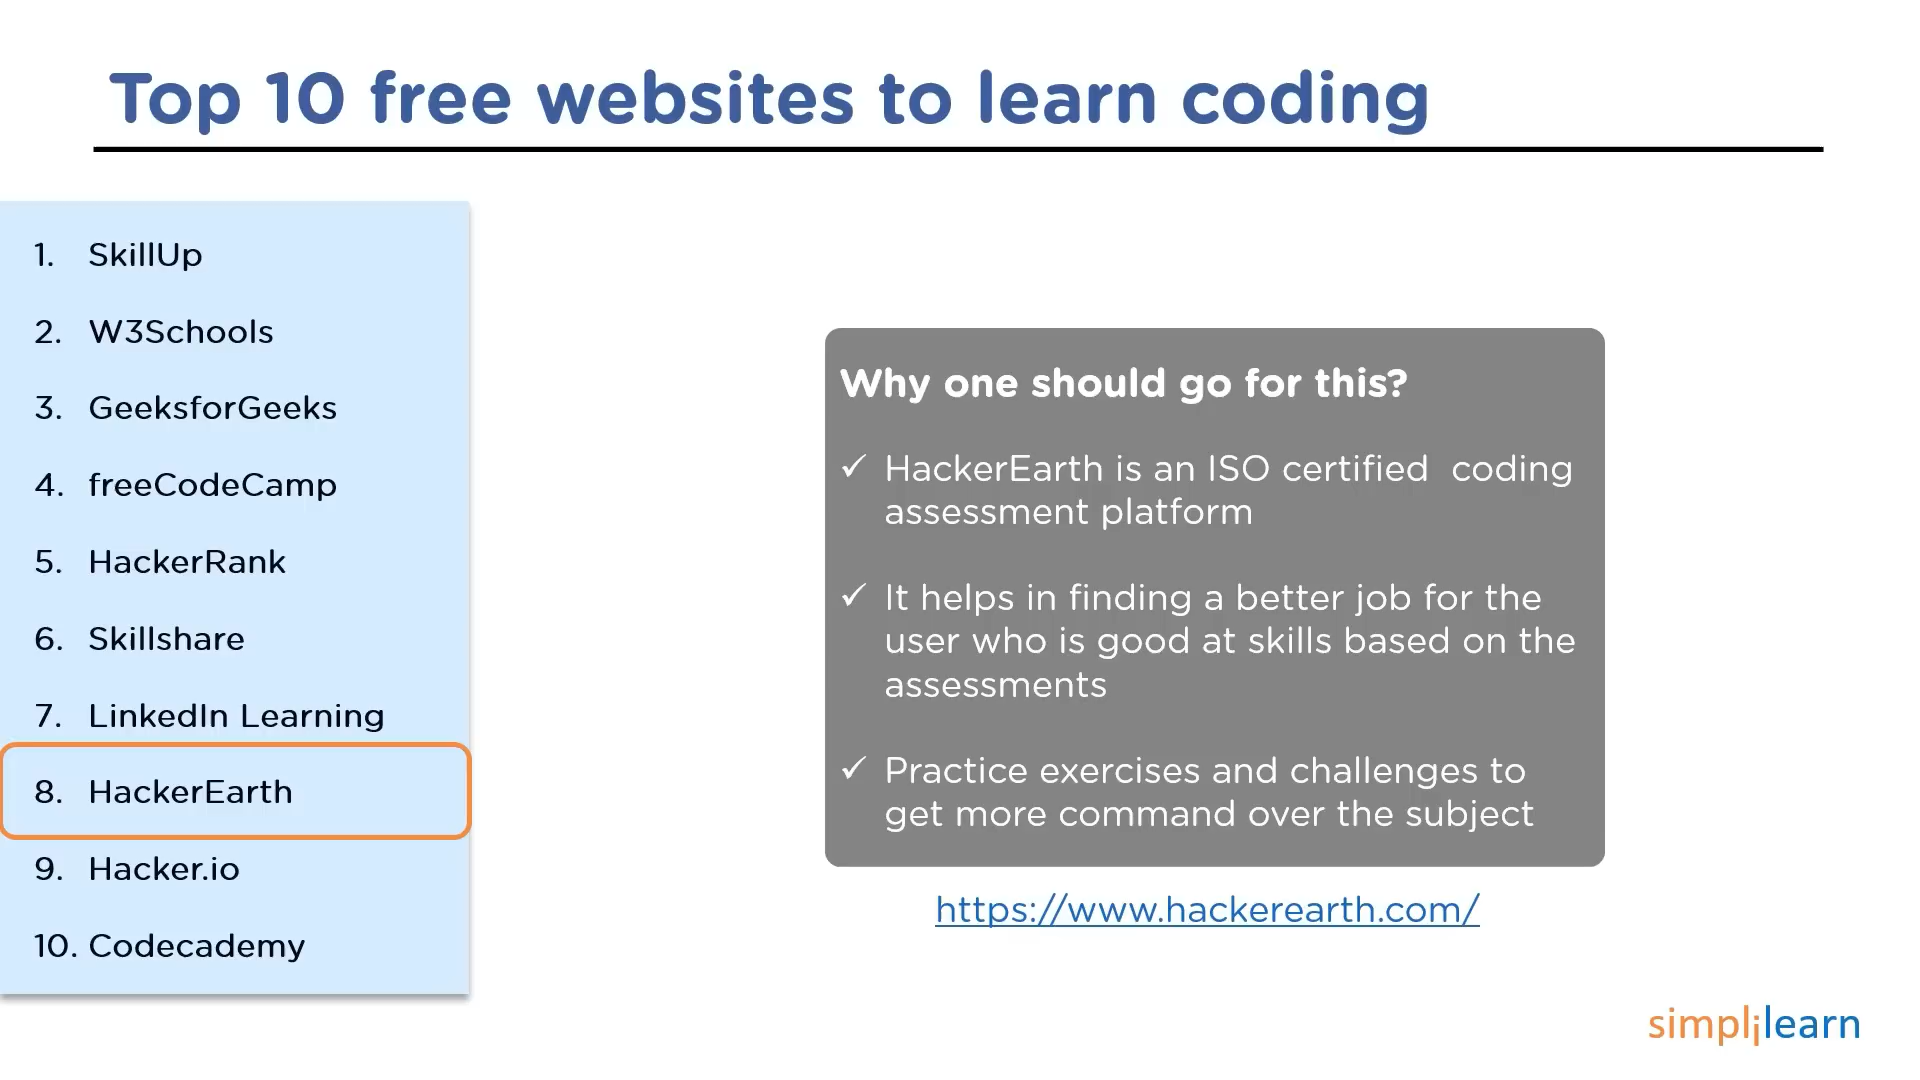 Top 10 free websites to learn coding
1. SkillUp
2. W3Schools
3. GeeksforGeeks
4. freeCodeCamp
5. HackerRank
6. Skillshare
7. LinkedIn Learning
8. HackerEarth
9. Hacker.io
10. Codecademy
Why one should go for this?
✓ HackerEarth is an ISO certified  coding
assessment platform
✓ It helps in finding a better job for the
user who is good at skills based on the
assessments
✓ Practice exercises and challenges to
get more command over the subject
https://www.hackerearth.com/
simplilearn